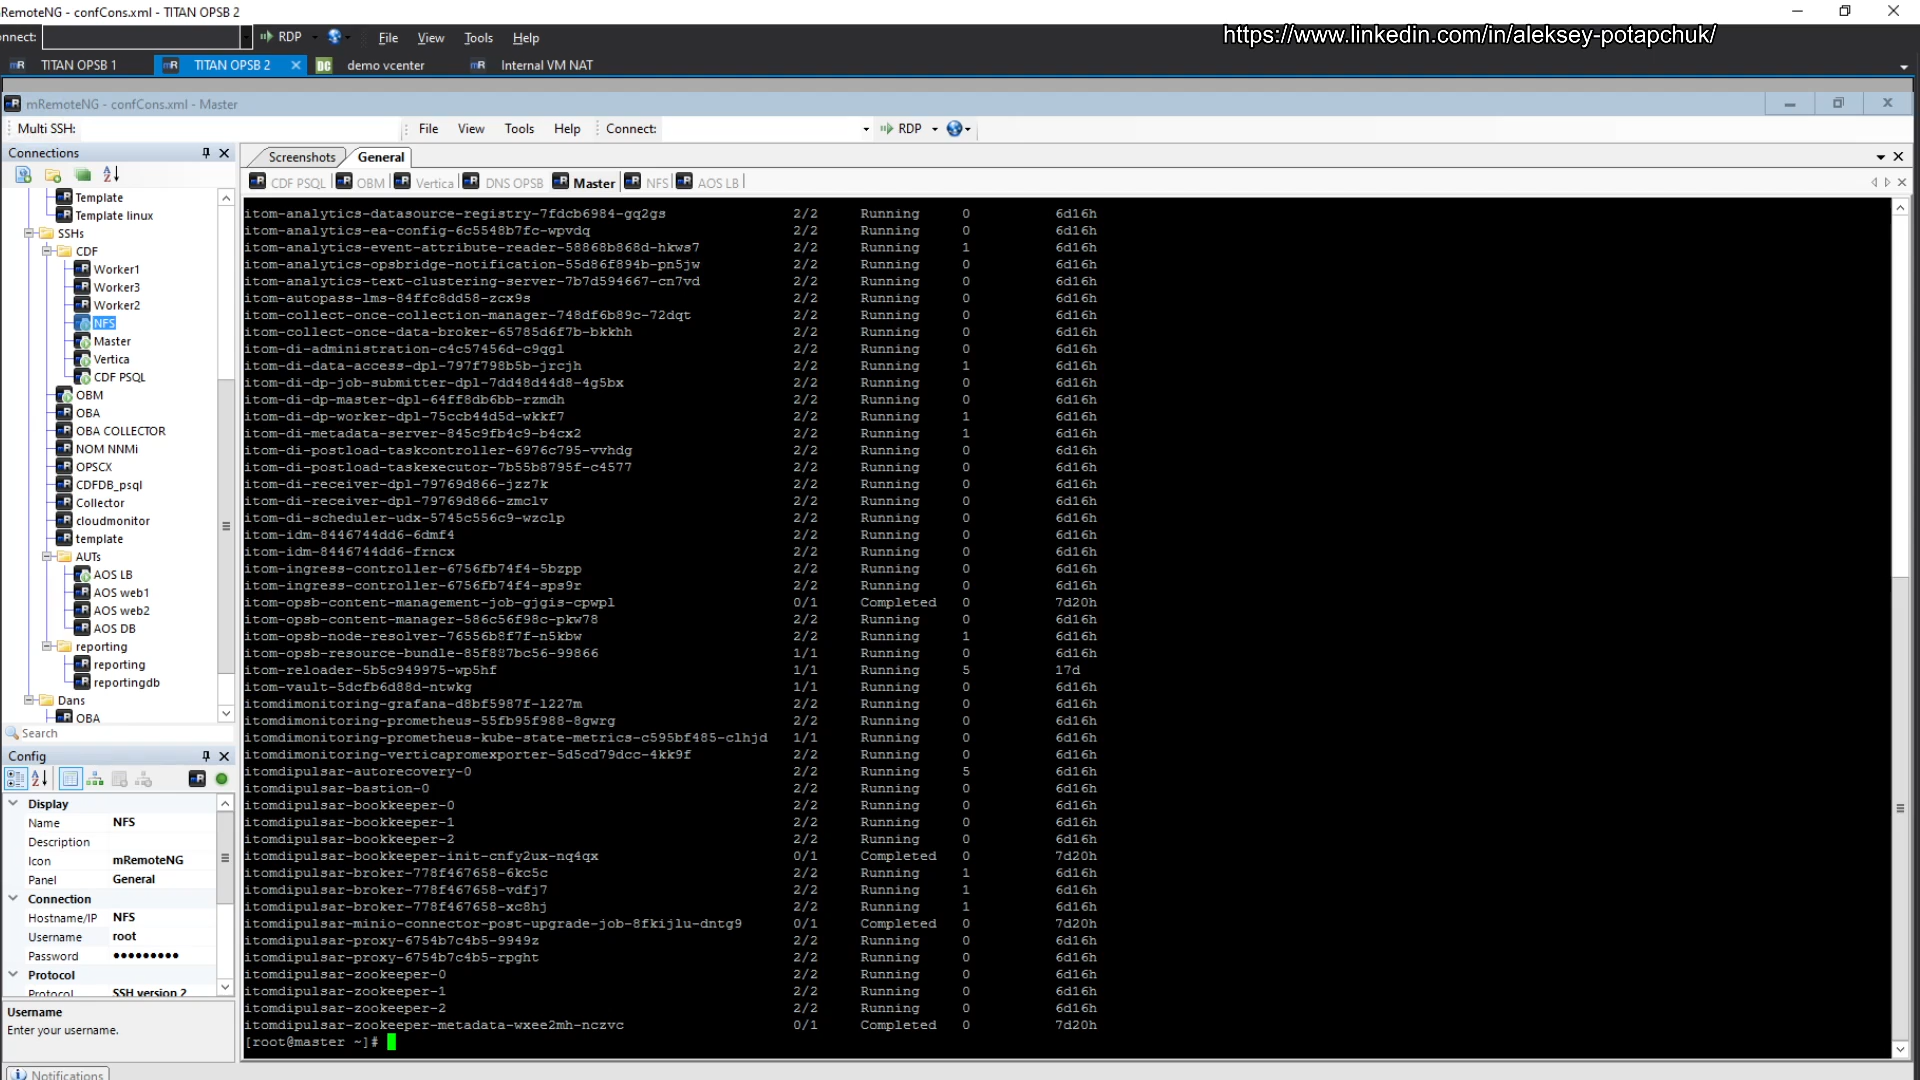 mRemoteNG - confCons.xml - TITAN OPSB 2
https://www.linkedin.com/in/aleksey-potapchuk/
nnect: RDP File View Tools Help
TITAN OPSB 1 TITAN OPSB 2 DC demo vcenter Internal VM NAT
mRemoteNG - confCons.xml - Master
Multi SSH: File View Tools Help Connect: RDP
Connections
Screenshots General
CDF PSQL OBM Vertica DNS OPSB Master NFS AOS LB
Template
Template linux
SSHs
CDF
Worker1
Worker3
Worker2
NFS
Master
Vertica
CDF PSQL
OBM
OBA
OBA COLLECTOR
NOM NNMi
OPSCX
CDFDB_psql
Collector
cloudmonitor
template
AUTs
AOS LB
AOS web1
AOS web2
AOS DB
reporting
reporting
reportingdb
Dans
OBA
Search
Config
Display
Name NFS
Description
Icon mRemoteNG
Panel General
Connection
Hostname/IP NFS
Username root
Password •••••••••
Protocol
Protocol SSH version 2
Username
Enter your username.
Notifications
itom-analytics-datasource-registry-7fdcb6984-gq2gs 2/2 Running 0 6d16h
itom-analytics-ea-config-6c5548b7fc-wpvdq 2/2 Running 0 6d16h
itom-analytics-event-attribute-reader-58868b868d-hkws7 2/2 Running 1 6d16h
itom-analytics-opsbridge-notification-55d86f894b-pn5jw 2/2 Running 0 6d16h
itom-analytics-text-clustering-server-7b7d594667-cn7vd 2/2 Running 0 6d16h
itom-autopass-lms-84ffc8dd58-zcx9s 2/2 Running 0 6d16h
itom-collect-once-collection-manager-748df6b89c-72dqt 2/2 Running 0 6d16h
itom-collect-once-data-broker-65785d6f7b-bkkhh 2/2 Running 0 6d16h
itom-di-administration-c4c57456d-c9qgl 2/2 Running 0 6d16h
itom-di-data-access-dpl-797f798b5b-jrcjh 2/2 Running 1 6d16h
itom-di-dp-job-submitter-dpl-7dd48d44d8-4g5bx 2/2 Running 0 6d16h
itom-di-dp-master-dpl-64ff8db6bb-rzmdh 2/2 Running 0 6d16h
itom-di-dp-worker-dpl-75ccb44d5d-wkkf7 2/2 Running 1 6d16h
itom-di-metadata-server-845c9fb4c9-b4cx2 2/2 Running 1 6d16h
itom-di-postload-taskcontroller-6976c795-vvhdg 2/2 Running 0 6d16h
itom-di-postload-taskexecutor-7b55b8795f-c4577 2/2 Running 0 6d16h
itom-di-receiver-dpl-79769d866-jzz7k 2/2 Running 0 6d16h
itom-di-receiver-dpl-79769d866-zmclv 2/2 Running 0 6d16h
itom-di-scheduler-udx-5745c556c9-wzclp 2/2 Running 0 6d16h
itom-idm-8446744dd6-6dmf4 2/2 Running 0 6d16h
itom-idm-8446744dd6-frncx 2/2 Running 0 6d16h
itom-ingress-controller-6756fb74f4-5bzpp 2/2 Running 0 6d16h
itom-ingress-controller-6756fb74f4-sps9r 2/2 Running 0 6d16h
itom-opsb-content-management-job-gjgis-cpwpl 0/1 Completed 0 7d20h
itom-opsb-content-manager-586c56f98c-pkw78 2/2 Running 0 6d16h
itom-opsb-node-resolver-76556b8f7f-n5kbw 2/2 Running 1 6d16h
itom-opsb-resource-bundle-85f887bc56-99866 1/1 Running 0 6d16h
itom-reloader-5b5c949975-wp5hf 1/1 Running 5 17d
itom-vault-5dcfb6d88d-ntwkg 1/1 Running 0 6d16h
itomdimonitoring-grafana-d8bf5987f-l227m 2/2 Running 0 6d16h
itomdimonitoring-prometheus-55fb95f988-8gwrg 2/2 Running 0 6d16h
itomdimonitoring-prometheus-kube-state-metrics-c595bf485-clhjd 1/1 Running 0 6d16h
itomdimonitoring-verticapromexporter-5d5cd79dcc-4kk9f 2/2 Running 0 6d16h
itomdipulsar-autorecovery-0 2/2 Running 5 6d16h
itomdipulsar-bastion-0 2/2 Running 0 6d16h
itomdipulsar-bookkeeper-0 2/2 Running 0 6d16h
itomdipulsar-bookkeeper-1 2/2 Running 0 6d16h
itomdipulsar-bookkeeper-2 2/2 Running 0 6d16h
itomdipulsar-bookkeeper-init-cnfy2ux-nq4qx 0/1 Completed 0 7d20h
itomdipulsar-broker-778f467658-6kc5c 2/2 Running 1 6d16h
itomdipulsar-broker-778f467658-vdfj7 2/2 Running 1 6d16h
itomdipulsar-broker-778f467658-xc8hj 2/2 Running 1 6d16h
itomdipulsar-minio-connector-post-upgrade-job-8fkijlu-dntg9 0/1 Completed 0 7d20h
itomdipulsar-proxy-6754b7c4b5-9949z 2/2 Running 0 6d16h
itomdipulsar-proxy-6754b7c4b5-rpght 2/2 Running 0 6d16h
itomdipulsar-zookeeper-0 2/2 Running 0 6d16h
itomdipulsar-zookeeper-1 2/2 Running 0 6d16h
itomdipulsar-zookeeper-2 2/2 Running 0 6d16h
itomdipulsar-zookeeper-metadata-wxee2mh-nczvc 0/1 Completed 0 7d20h
[root@master ~]#